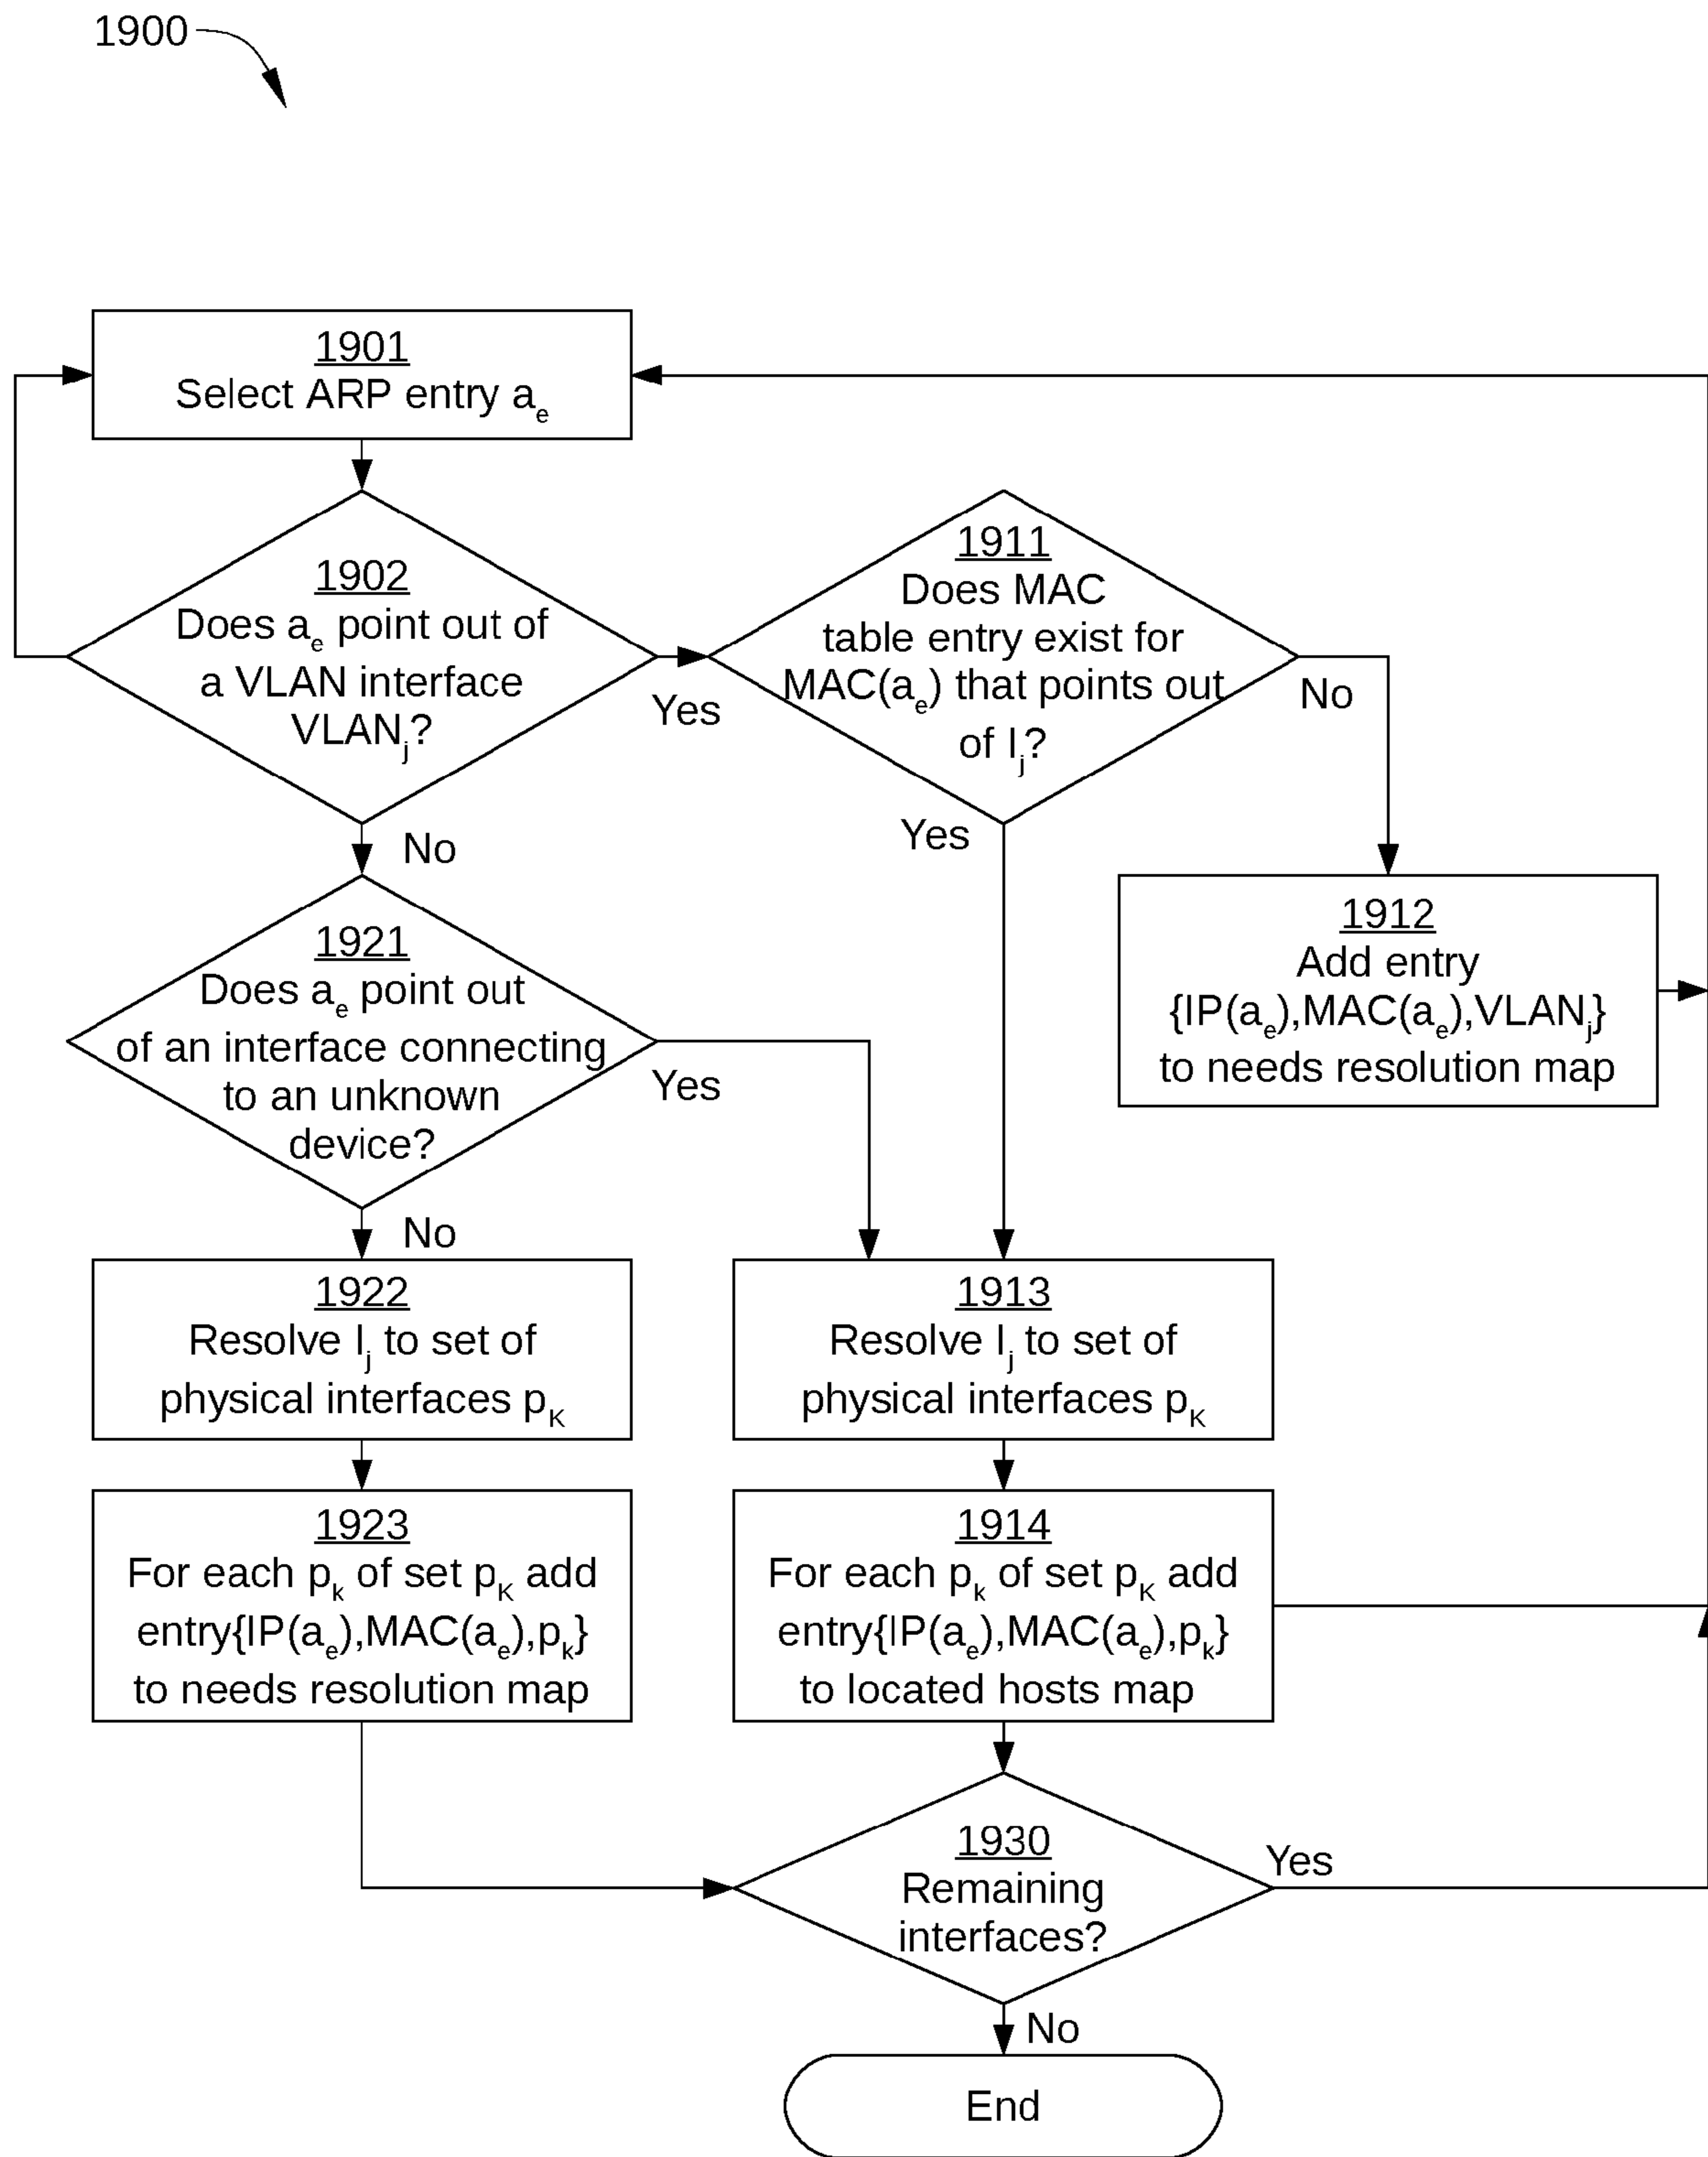 1900
1901
Select ARP entry aₑ
1902
Does aₑ point out of
a VLAN interface
VLANⱼ?
Yes
No
1911
Does MAC
table entry exist for
MAC(aₑ) that points out
of Iⱼ?
No
Yes
1912
Add entry
{IP(aₑ),MAC(aₑ),VLANⱼ}
to needs resolution map
1921
Does aₑ point out
of an interface connecting
to an unknown
device?
Yes
No
1922
Resolve Iⱼ to set of
physical interfaces p_K
1913
Resolve Iⱼ to set of
physical interfaces p_K
1923
For each pₖ of set p_K add
entry{IP(aₑ),MAC(aₑ),pₖ}
to needs resolution map
1914
For each pₖ of set p_K add
entry{IP(aₑ),MAC(aₑ),pₖ}
to located hosts map
1930
Remaining
interfaces?
Yes
No
End